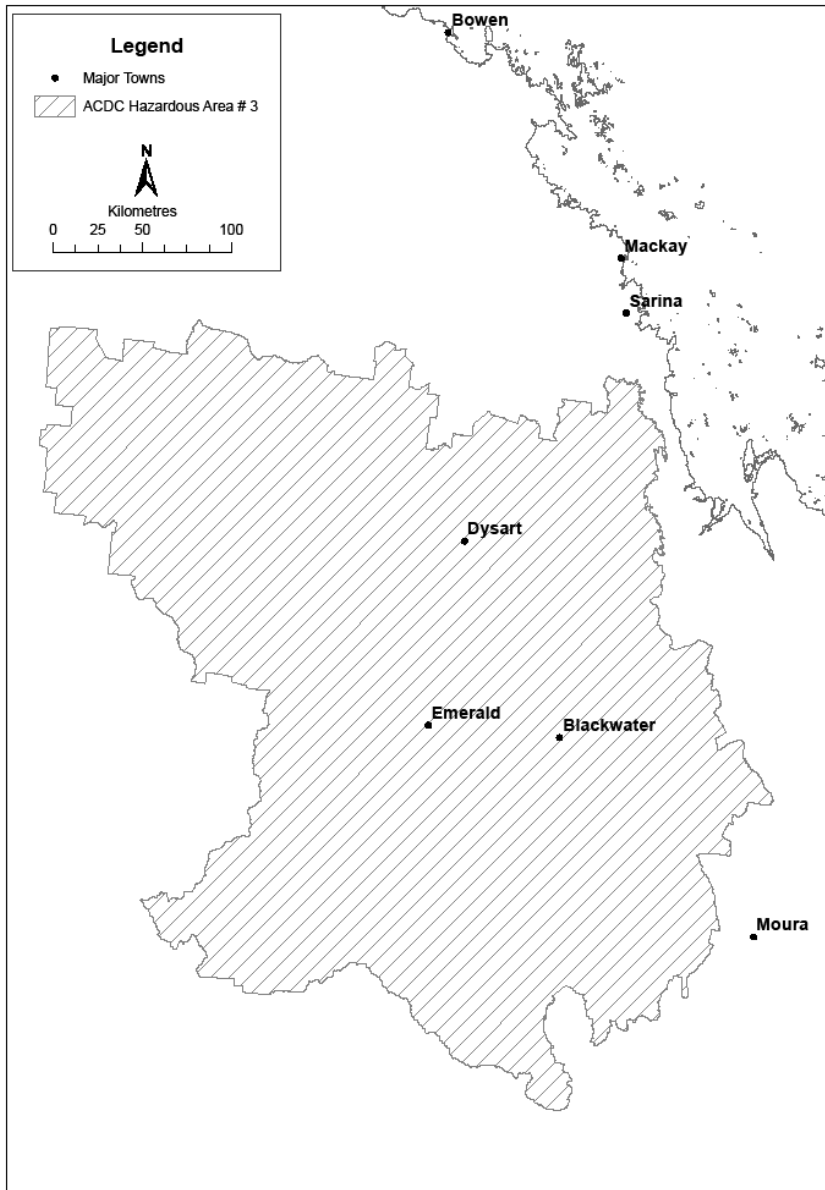 Legend
Major Towns
ACDC Hazardous Area # 3
N
Kilometres
0 25 50 100
Bowen
Mackay
Sarina
Dysart
Emerald
Blackwater
Moura